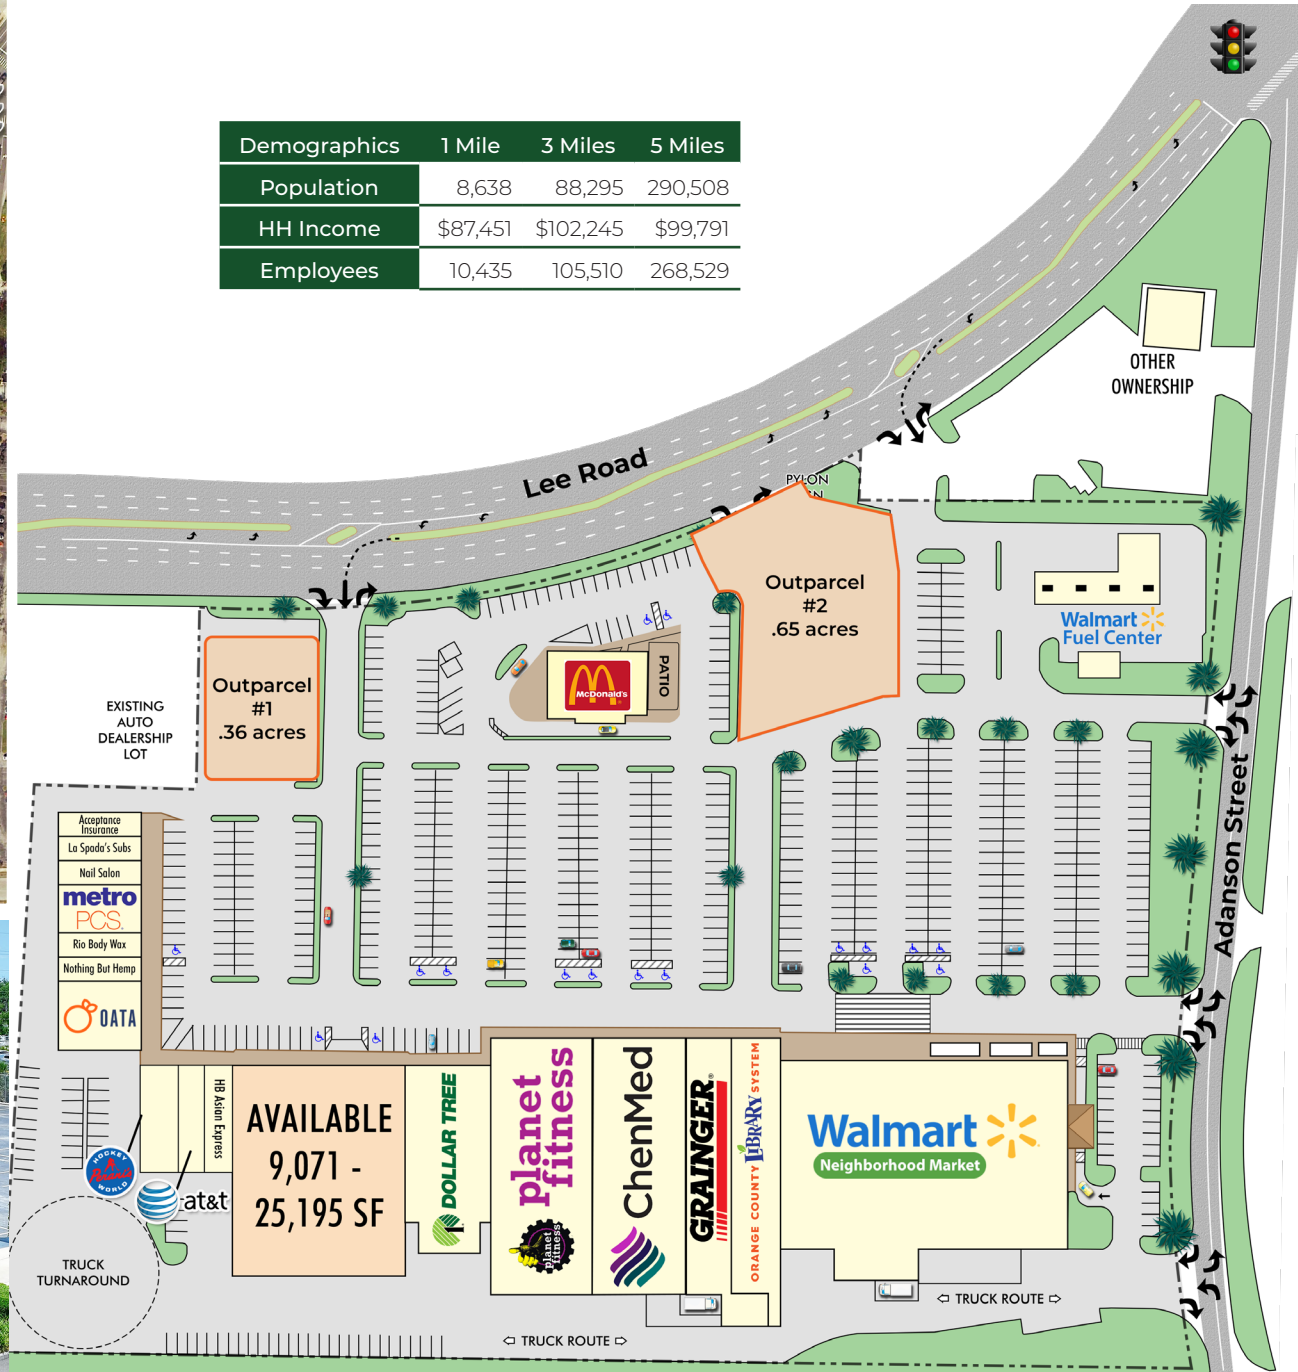 Demographics 1 Mile 3 Miles 5 Miles
Population 8,638 88,295 290,508
HH Income $87,451 $102,245 $99,791
Employees 10,435 105,510 268,529
OTHER
OWNERSHIP
Lee Road
PYLON
Outparcel
#2
.65 acres
Walmart
Fuel Center
Outparcel
#1
.36 acres
McDonald's
PATIO
EXISTING
AUTO
DEALERSHIP
LOT
Adanson Street
Acceptance
Insurance
La Spada's Subs
Nail Salon
metro
PCS.
Rio Body Wax
Nothing But Hemp
OATA
HB Asian Express
AVAILABLE
9,071 -
25,195 SF
DOLLAR TREE
planet
fitness
planet
fitness
ChenMed
GRAINGER
ORANGE COUNTY LIBRARY SYSTEM
Walmart
Neighborhood Market
HOCKEY
WORLD
at&t
TRUCK
TURNAROUND
TRUCK ROUTE
TRUCK ROUTE